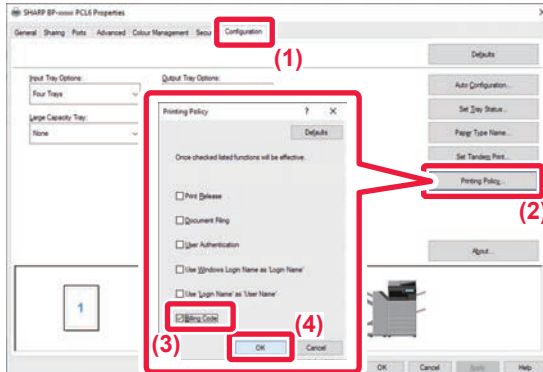 SHARP BP-xxxxx PCL6 Properties
General Sharing Ports Advanced Colour Management Secur Configuration
(1)
Defaults
Input Tray Options:
Output Tray Options:
Four Trays
Auto Configuration...
Large Capacity Tray:
Set Tray Status...
None
Printing Policy ? ×
Defaults
Paper Type Name...
Once checked listed functions will be effective.
Set Tandem Print...
Print Release
Printing Policy...
(2)
Document Filing
User Authentication
Use Windows Login Name as 'Login Name'
About...
Use 'Login Name' as 'User Name'
1
Billing Code
(3)
(4)
OK Cancel
OK Cancel Apply Help